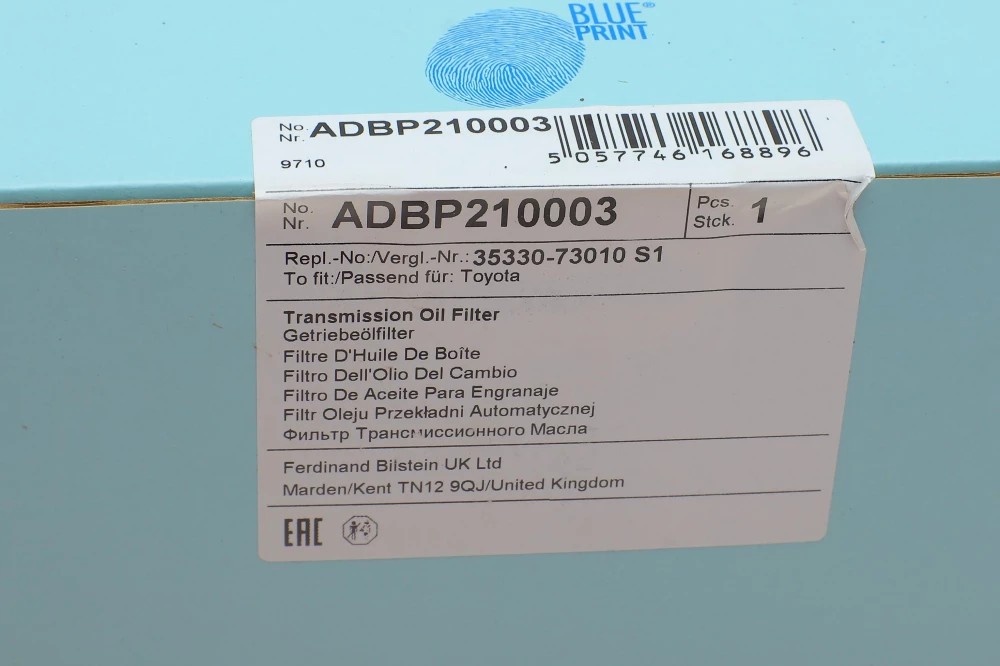 BLUE®
PRINT
No. ADBP210003
Nr.
9710
5 057746 168896
No. ADBP210003
Nr.
Pcs. 1
Stck.
Repl.-No:/Vergl.-Nr.: 35330-73010 S1
To fit:/Passend für: Toyota
Transmission Oil Filter
Getriebeölfilter
Filtre D'Huile De Boîte
Filtro Dell'Olio Del Cambio
Filtro De Aceite Para Engranaje
Filtr Oleju Przekładni Automatycznej
Фильтр Трансмиссионного Масла
Ferdinand Bilstein UK Ltd
Marden/Kent TN12 9QJ/United Kingdom
EAC